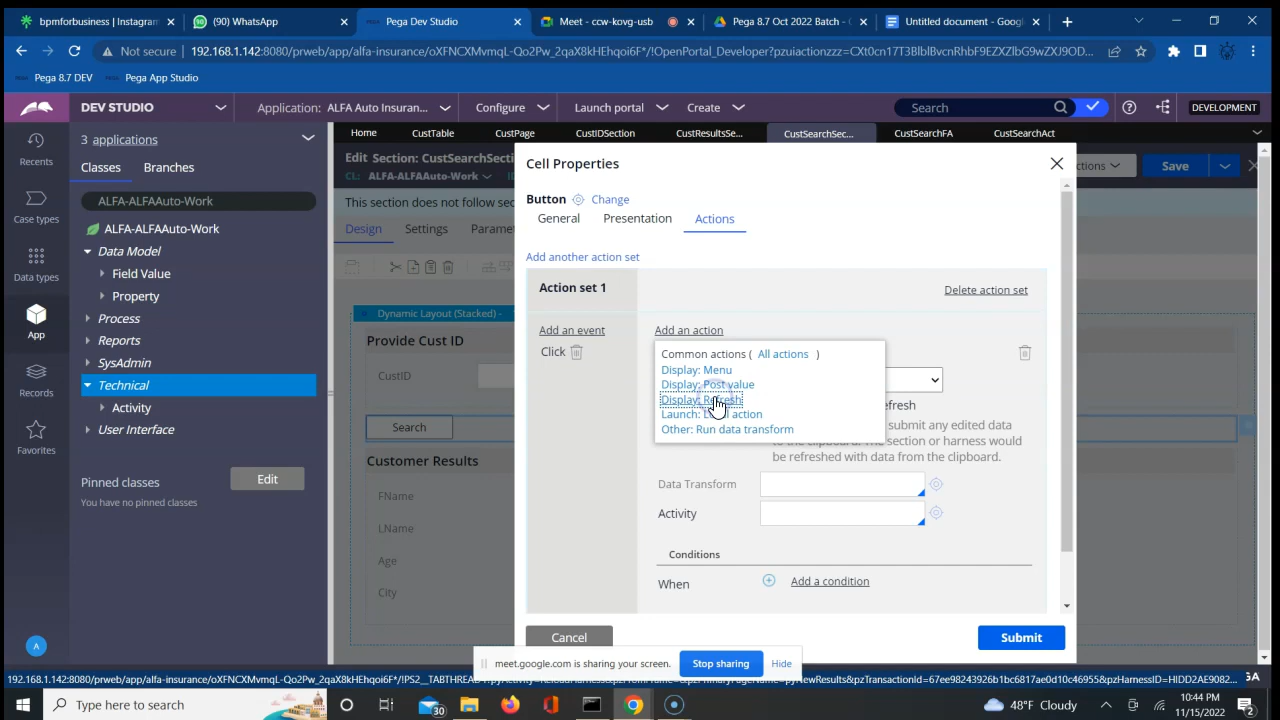 bpmforbusiness | Instagram
(90) WhatsApp
Pega Dev Studio
Meet - ccw-kovg-usb
Pega 8.7 Oct 2022 Batch -
Untitled document - Google
Not secure | 192.168.1.142:8080/prweb/app/alfa-insurance/
Pega 8.7 DEV
Pega App Studio
DEV STUDIO
Application: ALFA Auto Insuran...
Configure
Launch portal
Create
Search
DEVELOPMENT
Recents
Case types
Data types
App
Records
Favorites
A
3 applications
Classes
Branches
ALFA-ALFAAuto-Work
ALFA-ALFAAuto-Work
Data Model
Field Value
Property
Process
Reports
SysAdmin
Technical
Activity
User Interface
Pinned classes
Edit
You have no pinned classes
Home
CustTable
CustPage
CustIDSection
CustResultsSe...
CustSearchSec...
CustSearchFA
CustSearchAct
Edit Section: CustSearchSecti
CL: ALFA-ALFAAuto-Work
ctions
Save
This section does not follow sec
Design
Settings
Paramet
Dynamic Layout (Stacked) -
Provide Cust ID
CustID
Search
Customer Results
FName
LName
Age
City
Cell Properties
Button
Change
General
Presentation
Actions
Add another action set
Action set 1
Delete action set
Add an event
Add an action
Click
Common actions ( All actions )
Display: Menu
Display: Post value
Display: Refresh
Launch: Local action
Other: Run data transform
efresh
submit any edited data
to the clipboard. The section or harness would
be refreshed with data from the clipboard.
Data Transform
Activity
Conditions
When
Add a condition
Cancel
Submit
meet.google.com is sharing your screen.
Stop sharing
Hide
Type here to search
32
48°F Cloudy
10:44 PM
11/15/2022
2